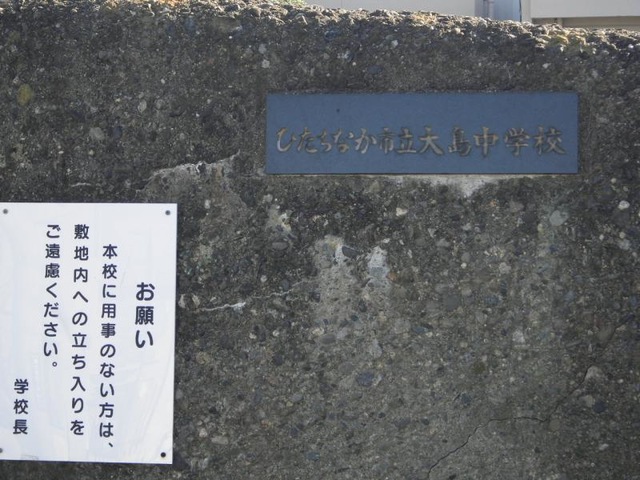 ひたちなか市立大島中学校
お願い
本校に用事のない方は、
敷地内への立ち入りを
ご遠慮ください。
学校長